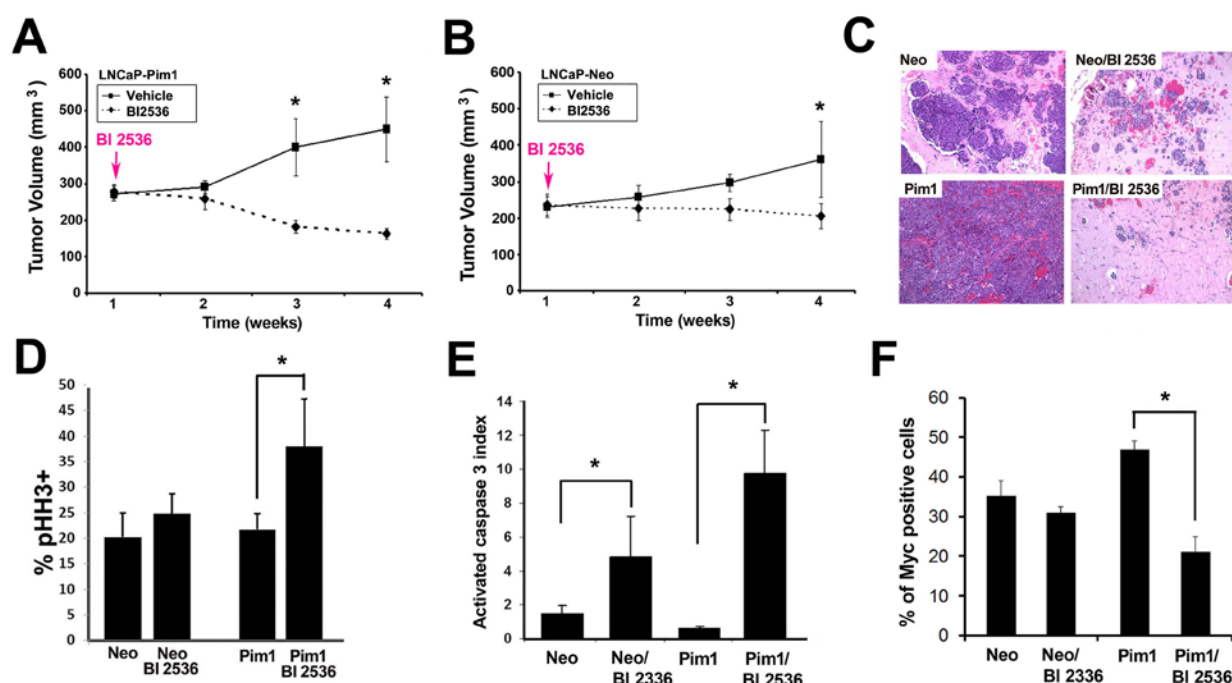 A
LNCaP-Pim1
Vehicle
BI2536
BI 2536
*
*
Tumor Volume (mm 3 )
600
500
400
300
200
100
0
1
2
3
4
Time (weeks)
B
LNCaP-Neo
Vehicle
BI2536
BI 2536
*
Tumor Volume (mm 3 )
600
500
400
300
200
100
0
1
2
3
4
Time (weeks)
C
Neo
Neo/BI 2536
Pim1
Pim1/BI 2536
D
*
% pHH3+
50
45
40
35
30
25
20
15
10
5
0
Neo
Neo
BI 2536
Pim1
Pim1
BI 2536
E
*
*
Activated caspase 3 index
14
12
10
8
6
4
2
0
Neo
Neo/
BI 2336
Pim1
Pim1/
BI 2536
F
*
% of Myc positive cells
60
50
40
30
20
10
0
Neo
Neo/
BI 2336
Pim1
Pim1/
BI 2536